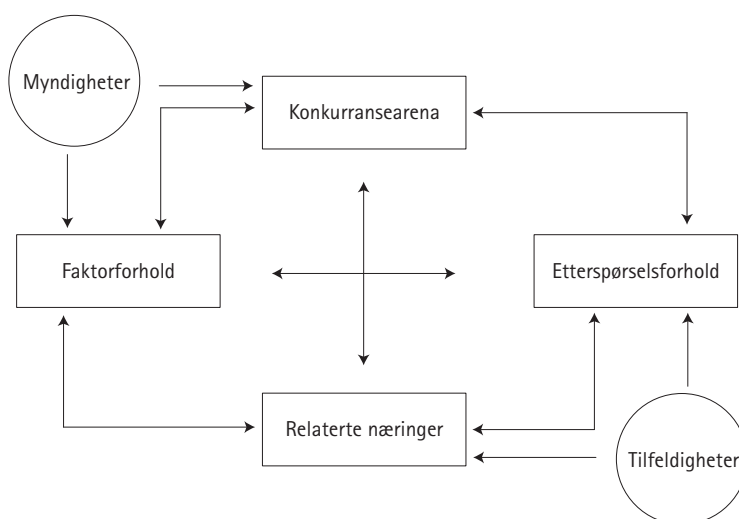 Myndigheter
Konkurransearena
Faktorforhold
Etterspørselsforhold
Relaterte næringer
Tilfeldigheter